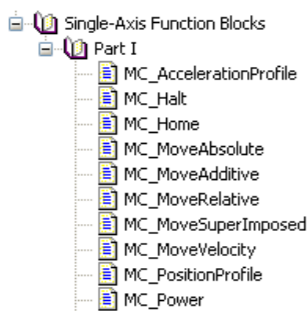 Single-Axis Function Blocks
Part I
MC_AccelerationProfile
MC_Halt
MC_Home
MC_MoveAbsolute
MC_MoveAdditive
MC_MoveRelative
MC_MoveSuperImposed
MC_MoveVelocity
MC_PositionProfile
MC_Power